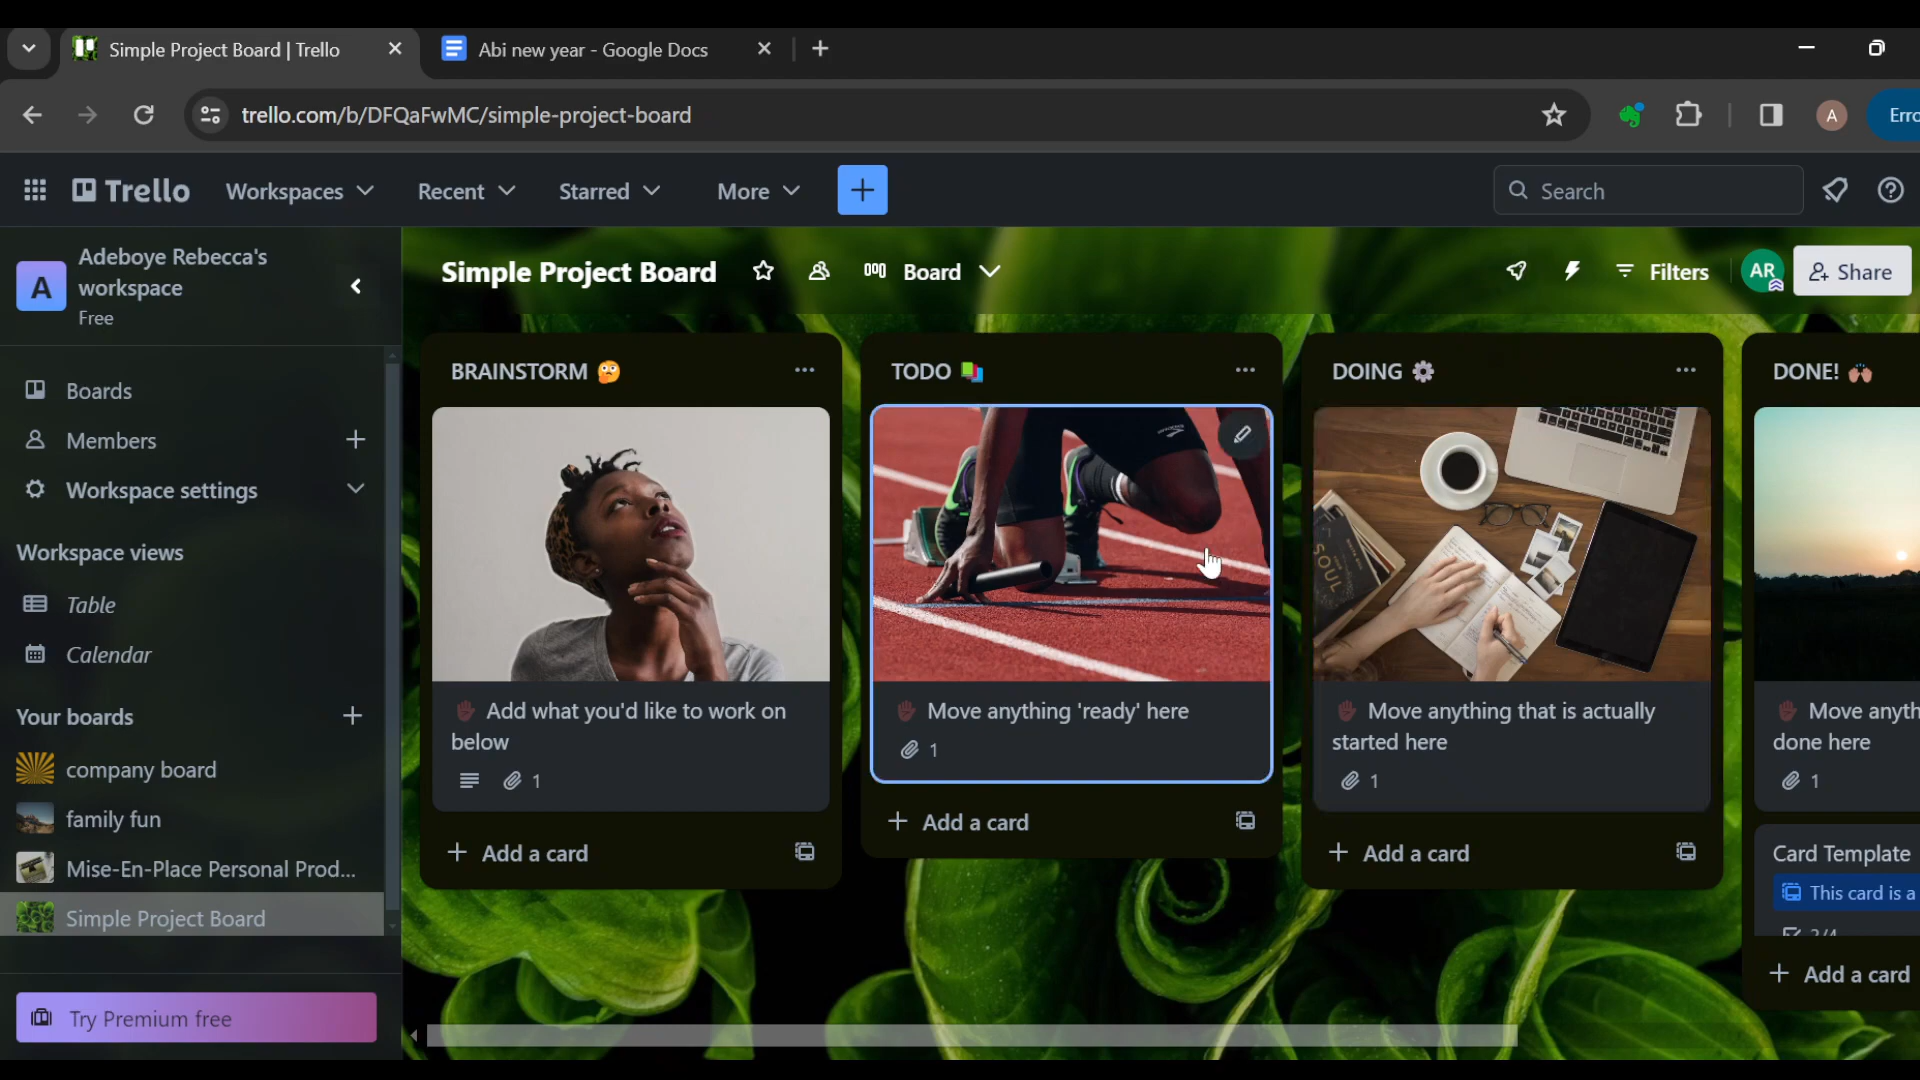 Simple Project Board | Trello
Abi new year - Google Docs
trello.com/b/DFQaFwMC/simple-project-board
A
Erro
Trello
Workspaces
Recent
Starred
More
Search
A
Adeboye Rebecca's
workspace
Free
Simple Project Board
Board
Filters
AR
Share
Boards
Members
Workspace settings
Workspace views
Table
Calendar
Your boards
company board
family fun
Mise-En-Place Personal Prod...
Simple Project Board
Try Premium free
BRAINSTORM 🤔
✋🏿 Add what you'd like to work on
below
1
Add a card
TODO 📚
✋🏿 Move anything 'ready' here
1
Add a card
DOING ⚙️
SOUL
✋🏿 Move anything that is actually
started here
1
Add a card
DONE! 🙌🏽
✋🏿 Move anyth
done here
1
Card Template
This card is a
Add a card